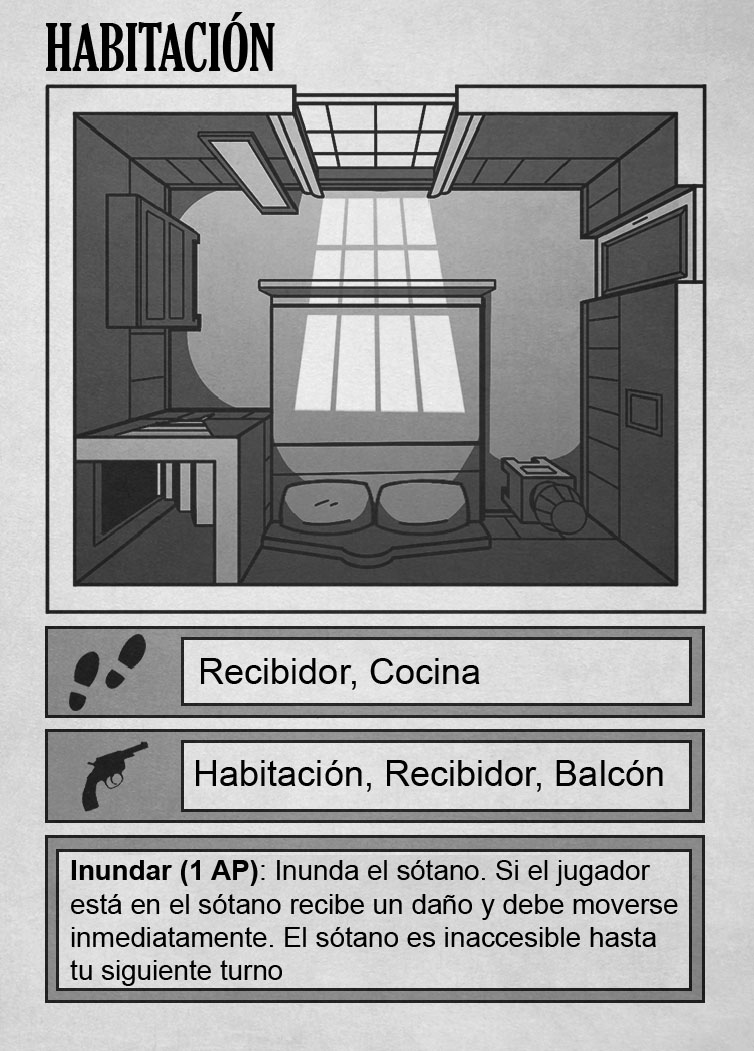 HABITACIÓN
Recibidor, Cocina
Habitación, Recibidor, Balcón
Inundar (1 AP): Inunda el sótano. Si el jugador
está en el sótano recibe un daño y debe moverse
inmediatamente. El sótano es inaccesible hasta
tu siguiente turno